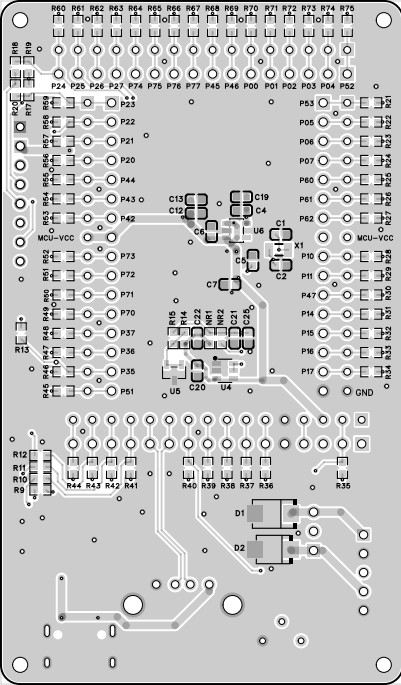 R60 R61 R62 R63 R64 R65 R66 R67 R68 R69 R70 R71 R72 R73 R74 R75
R18 R19
P24 P25 P26 P27 P74 P75 P76 P77 P45 P46 P00 P01 P02 P03 P04 P52
R20 R17
R59 P23 P53 R21
R58 P22 P05 R22
R57 P21 P06 R23
R56 P20 P07 R24
R55 P44 P60 R25
R54 P43 C13 C19 P61 R26
R53 P42 C12 C4 P62 R27
MCU-VCC C6 U6 C1 X1 MCU-VCC
R52 P73 C5 P10 R28
R51 P72 C2 P11 R29
P71 C7 P47 R30
R49 P70 P14 R31
R13 R48 P37 R15 R14 C22 NR1 NR2 C21 C25 P15 R32
R47 P36 P16 R33
R46 P35 P17 R34
R45 P51 U5 C20 U4 GND
R12
R11
R10
R9
R44 R43 R42 R41 R40 R39 R38 R37 R36 R35
D1
D2